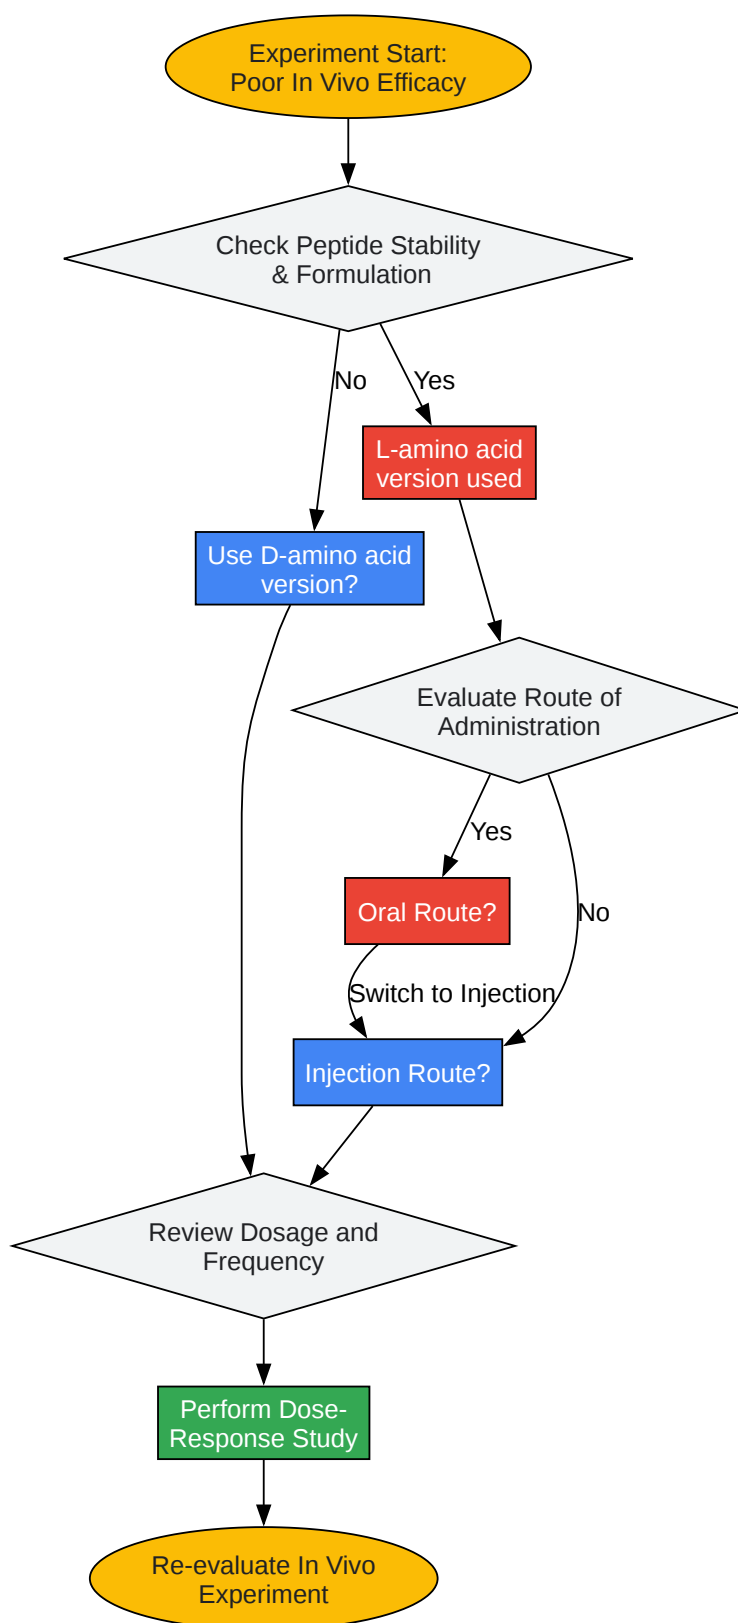 Experiment Start:
Poor In Vivo Efficacy
Check Peptide Stability
& Formulation
No
Yes
L-amino acid
version used
Use D-amino acid
version?
Evaluate Route of
Administration
Yes
Oral Route?
No
Switch to Injection
Injection Route?
Review Dosage and
Frequency
Perform Dose-
Response Study
Re-evaluate In Vivo
Experiment